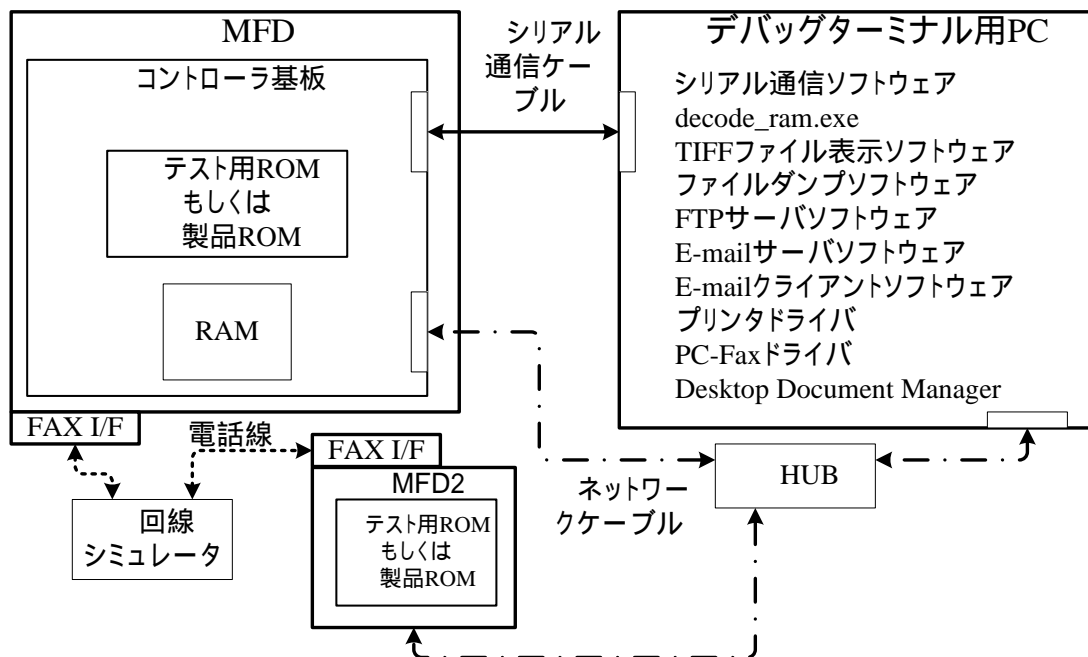 MFD
コントローラ基板
テスト用ROM
もしくは
製品ROM
RAM
FAX I/F
シリアル
通信ケー
ブル
デバッグターミナル用PC
シリアル通信ソフトウェア
decode_ram.exe
TIFFファイル表示ソフトウェア
ファイルダンプソフトウェア
FTPサーバソフトウェア
E-mailサーバソフトウェア
E-mailクライアントソフトウェア
プリンタドライバ
PC-Faxドライバ
Desktop Document Manager
電話線
FAX I/F
MFD2
テスト用ROM
もしくは
製品ROM
回線
シミュレータ
ネットワー
クケーブル
HUB